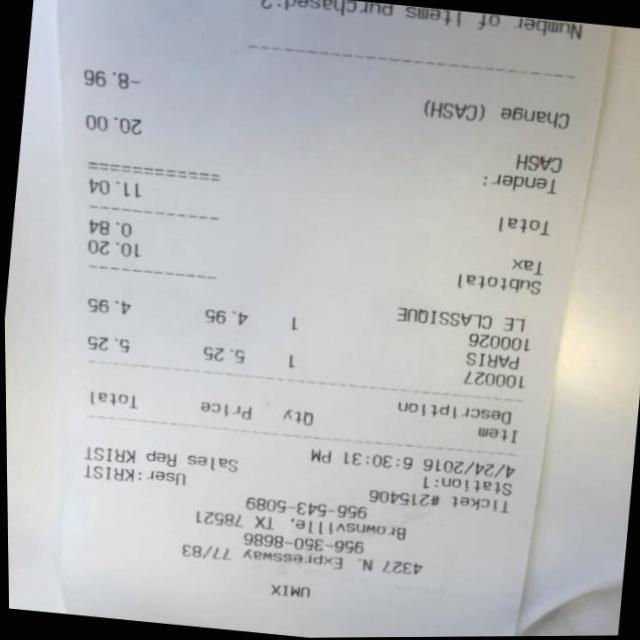 UMIX
4327 N. Expressway 77/83
956-350-8686
Brownsville, TX 78521
956-543-5089
Ticket #215406 User:KRIST
Station:1
4/24/2016 6:30:31 PM Sales Rep KRIST
Item
Description Qty Price Total
100027
PARIS 1 5.25 5.25
100026
LE CLASSIQUE 1 4.95 4.95
Subtotal 10.20
Tax 0.84
Total 11.04
Tender:
CASH 20.00
Change (CASH) -8.96
Number of items purchased:2